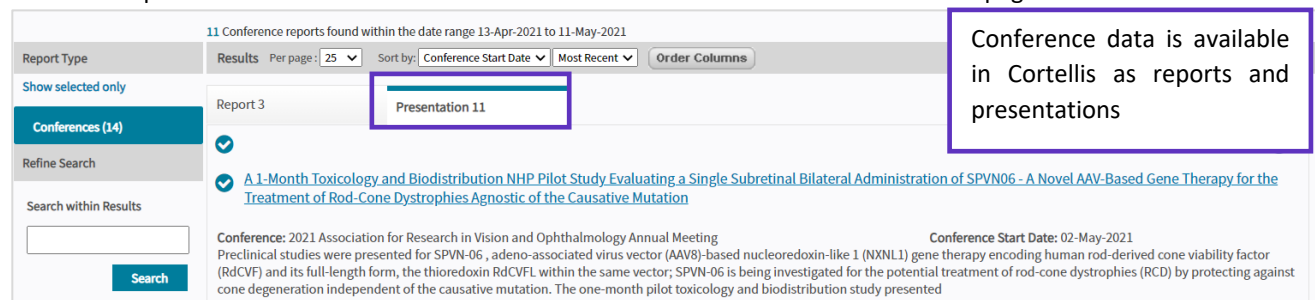 11 Conference reports found within the date range 13-Apr-2021 to 11-May-2021
Report Type
Results Per page: 25 Sort by: Conference Start Date Most Recent Order Columns
Show selected only
Conferences (14)
Refine Search
Search within Results
Search
Report 3
Presentation 11
A 1-Month Toxicology and Biodistribution NHP Pilot Study Evaluating a Single Subretinal Bilateral Administration of SPVN06 - A Novel AAV-Based Gene Therapy for the
Treatment of Rod-Cone Dystrophies Agnostic of the Causative Mutation
Conference: 2021 Association for Research in Vision and Ophthalmology Annual Meeting Conference Start Date: 02-May-2021
Preclinical studies were presented for SPVN-06 , adeno-associated virus vector (AAV8)-based nucleoredoxin-like 1 (NXNL1) gene therapy encoding human rod-derived cone viability factor
(RdCVF) and its full-length form, the thioredoxin RdCVFL within the same vector; SPVN-06 is being investigated for the potential treatment of rod-cone dystrophies (RCD) by protecting against
cone degeneration independent of the causative mutation. The one-month pilot toxicology and biodistribution study presented
Conference data is available
in Cortellis as reports and
presentations